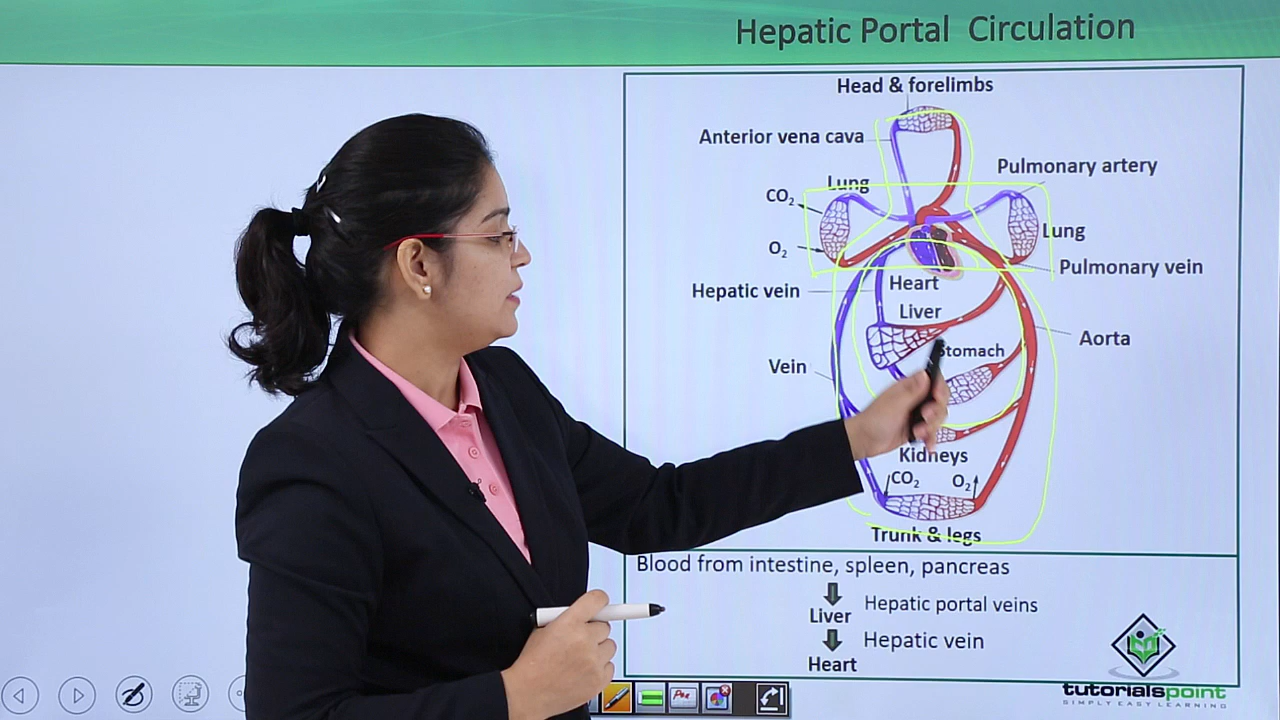 Hepatic Portal Circulation
Head & forelimbs
Anterior vena cava
Pulmonary artery
Lung
CO2
O2
Lung
Pulmonary vein
Hepatic vein
Heart
Liver
Stomach
Aorta
Vein
Kidneys
CO2
O2
Trunk & legs
Blood from intestine, spleen, pancreas
Liver
Hepatic portal veins
Hepatic vein
Heart
tutorialspoint
SIMPLY EASY LEARNING